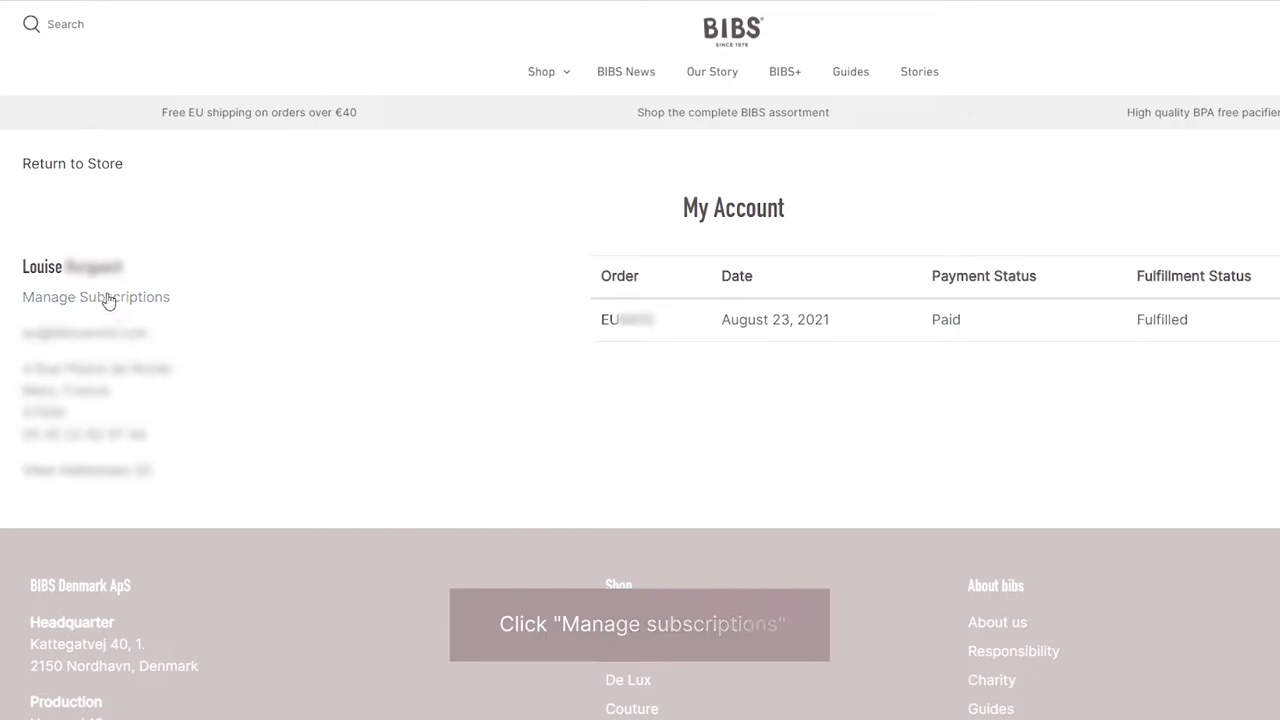 Search
BIBS
SINCE 1978
Shop
BIBS News
Our Story
BIBS+
Guides
Stories
Free EU shipping on orders over €40
Shop the complete BIBS assortment
High quality BPA free pacifier
Return to Store
My Account
Louise
Manage Subscriptions
Order Date Payment Status Fulfillment Status
EU August 23, 2021 Paid Fulfilled
BIBS Denmark ApS
Headquarter
Kattegatvej 40, 1.
2150 Nordhavn, Denmark
Production
Shop
Click "Manage subscriptions"
De Lux
Couture
About bibs
About us
Responsibility
Charity
Guides